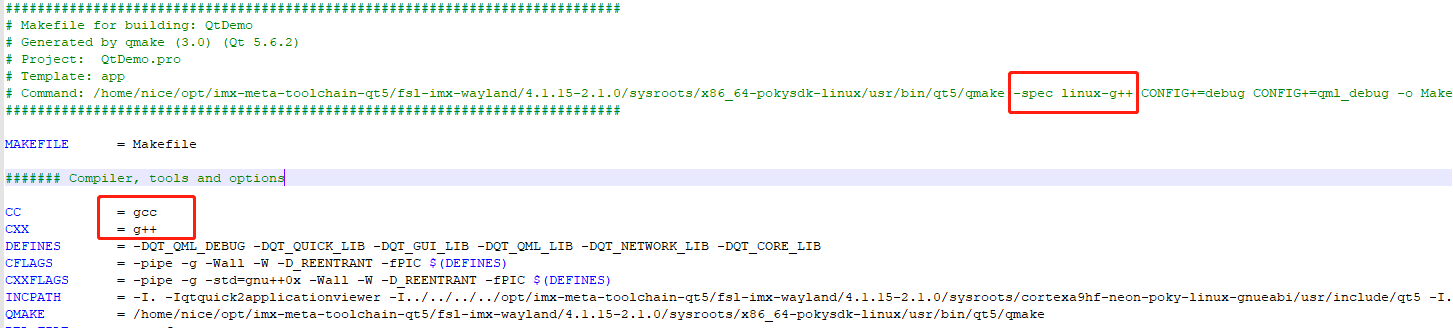 #############################################################################
# Makefile for building: QtDemo
# Generated by qmake (3.0) (Qt 5.6.2)
# Project:  QtDemo.pro
# Template: app
# Command: /home/nice/opt/imx-meta-toolchain-qt5/fsl-imx-wayland/4.1.15-2.1.0/sysroots/x86_64-pokysdk-linux/usr/bin/qt5/qmake -spec linux-g++ CONFIG+=debug CONFIG+=qml_debug -o Make
#############################################################################
MAKEFILE      = Makefile
####### Compiler, tools and options
CC            = gcc
CXX           = g++
DEFINES       = -DQT_QML_DEBUG -DQT_QUICK_LIB -DQT_GUI_LIB -DQT_QML_LIB -DQT_NETWORK_LIB -DQT_CORE_LIB
CFLAGS        = -pipe -g -Wall -W -D_REENTRANT -fPIC $(DEFINES)
CXXFLAGS      = -pipe -g -std=gnu++0x -Wall -W -D_REENTRANT -fPIC $(DEFINES)
INCPATH       = -I. -Iqtquick2applicationviewer -I../../../../opt/imx-meta-toolchain-qt5/fsl-imx-wayland/4.1.15-2.1.0/sysroots/cortexa9hf-neon-poky-linux-gnueabi/usr/include/qt5 -I.
QMAKE         = /home/nice/opt/imx-meta-toolchain-qt5/fsl-imx-wayland/4.1.15-2.1.0/sysroots/x86_64-pokysdk-linux/usr/bin/qt5/qmake